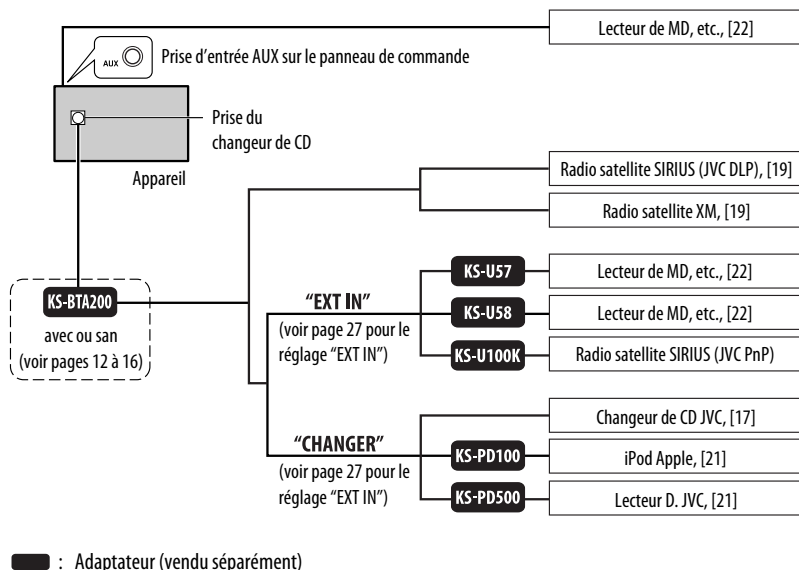 Lecteur de MD, etc., [22]
AUX
Prise d'entrée AUX sur le panneau de commande
Prise du
changeur de CD
Appareil
Radio satellite SIRIUS (JVC DLP), [19]
Radio satellite XM, [19]
KS-BTA200
avec ou san
(voir pages 12 à 16)
“EXT IN”
(voir page 27 pour le
réglage “EXT IN”)
KS-U57
Lecteur de MD, etc., [22]
KS-U58
Lecteur de MD, etc., [22]
KS-U100K
Radio satellite SIRIUS (JVC PnP)
“CHANGER”
(voir page 27 pour le
réglage “EXT IN”)
Changeur de CD JVC, [17]
KS-PD100
iPod Apple, [21]
KS-PD500
Lecteur D. JVC, [21]
: Adaptateur (vendu séparément)